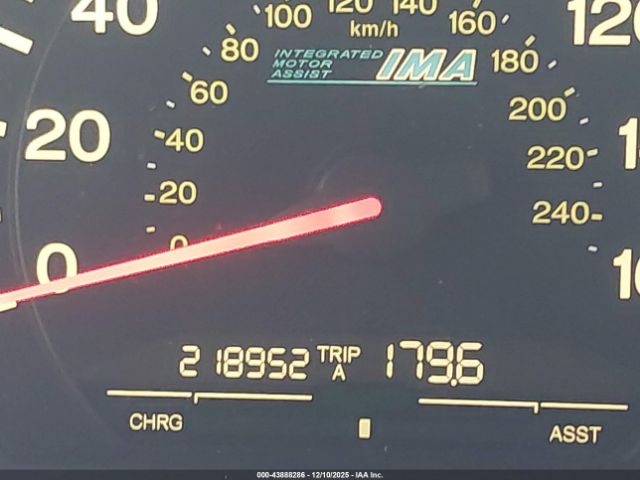 40
100
120
140
160
120
km/h
80
180
INTEGRATED
MOTOR
ASSIST
IMA
60
200
20
40
220
20
240
0
0
218952 TRIP A 179.6
CHRG
ASST
000-43888286 - 12/10/2025 - IAA Inc.